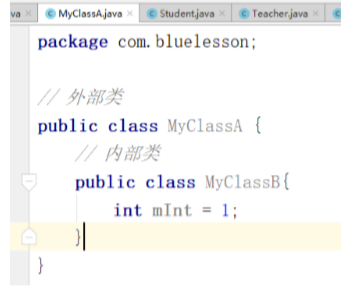 va MyClassA.java Student.java Teacher.java
package com.bluelesson;
// 外部类
public class MyClassA {
// 内部类
public class MyClassB{
int mInt = 1;
}
}